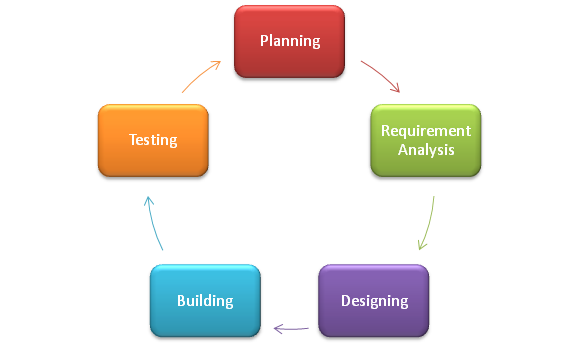 Planning
Requirement
Analysis
Designing
Building
Testing